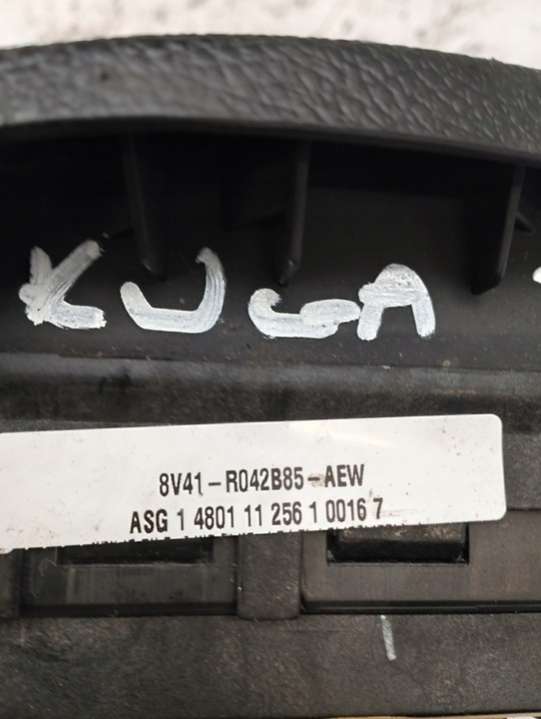 KUGA
8V41-R042B85-AEW
ASG 1 4801 11 256 1 0016 7